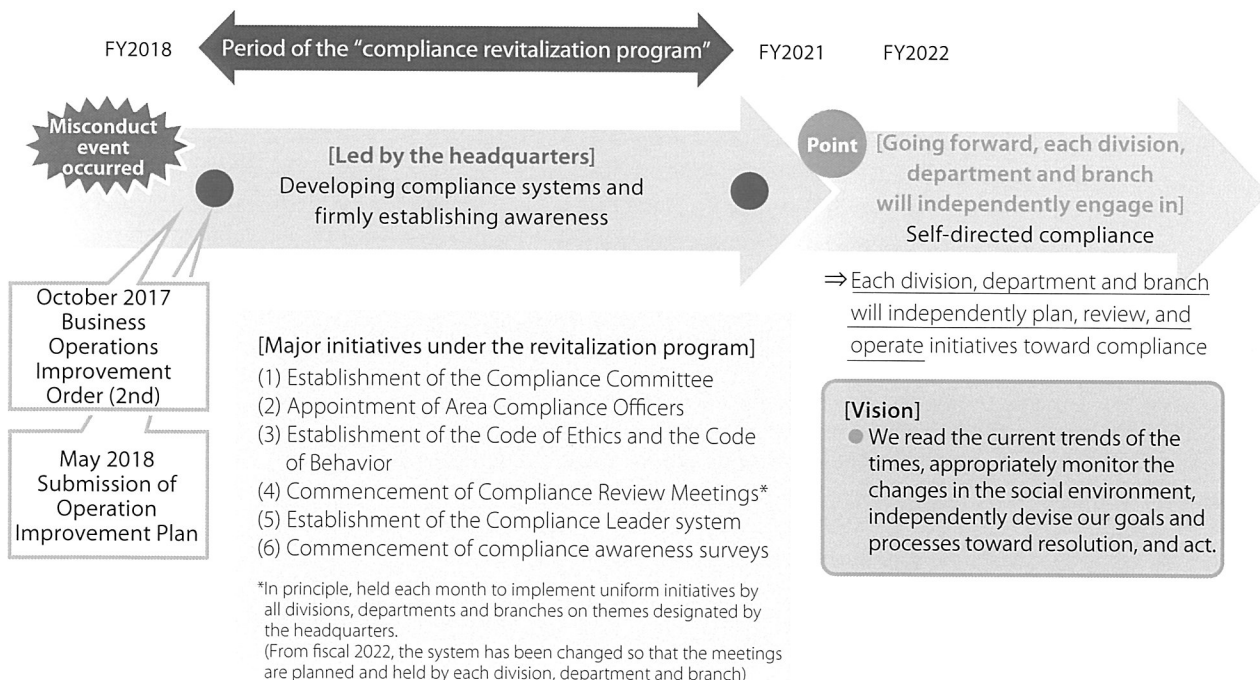 FY2018
Period of the “compliance revitalization program”
FY2021
FY2022
Misconduct
event
occurred
[Led by the headquarters]
Developing compliance systems and
firmly establishing awareness
Point
[Going forward, each division,
department and branch
will independently engage in]
Self-directed compliance
October 2017
Business
Operations
Improvement
Order (2nd)
May 2018
Submission of
Operation
Improvement Plan
[Major initiatives under the revitalization program]
(1) Establishment of the Compliance Committee
(2) Appointment of Area Compliance Officers
(3) Establishment of the Code of Ethics and the Code
of Behavior
(4) Commencement of Compliance Review Meetings*
(5) Establishment of the Compliance Leader system
(6) Commencement of compliance awareness surveys
*In principle, held each month to implement uniform initiatives by
all divisions, departments and branches on themes designated by
the headquarters.
(From fiscal 2022, the system has been changed so that the meetings
are planned and held by each division, department and branch)
⇒ Each division, department and branch
will independently plan, review, and
operate initiatives toward compliance
[Vision]
● We read the current trends of the
times, appropriately monitor the
changes in the social environment,
independently devise our goals and
processes toward resolution, and act.